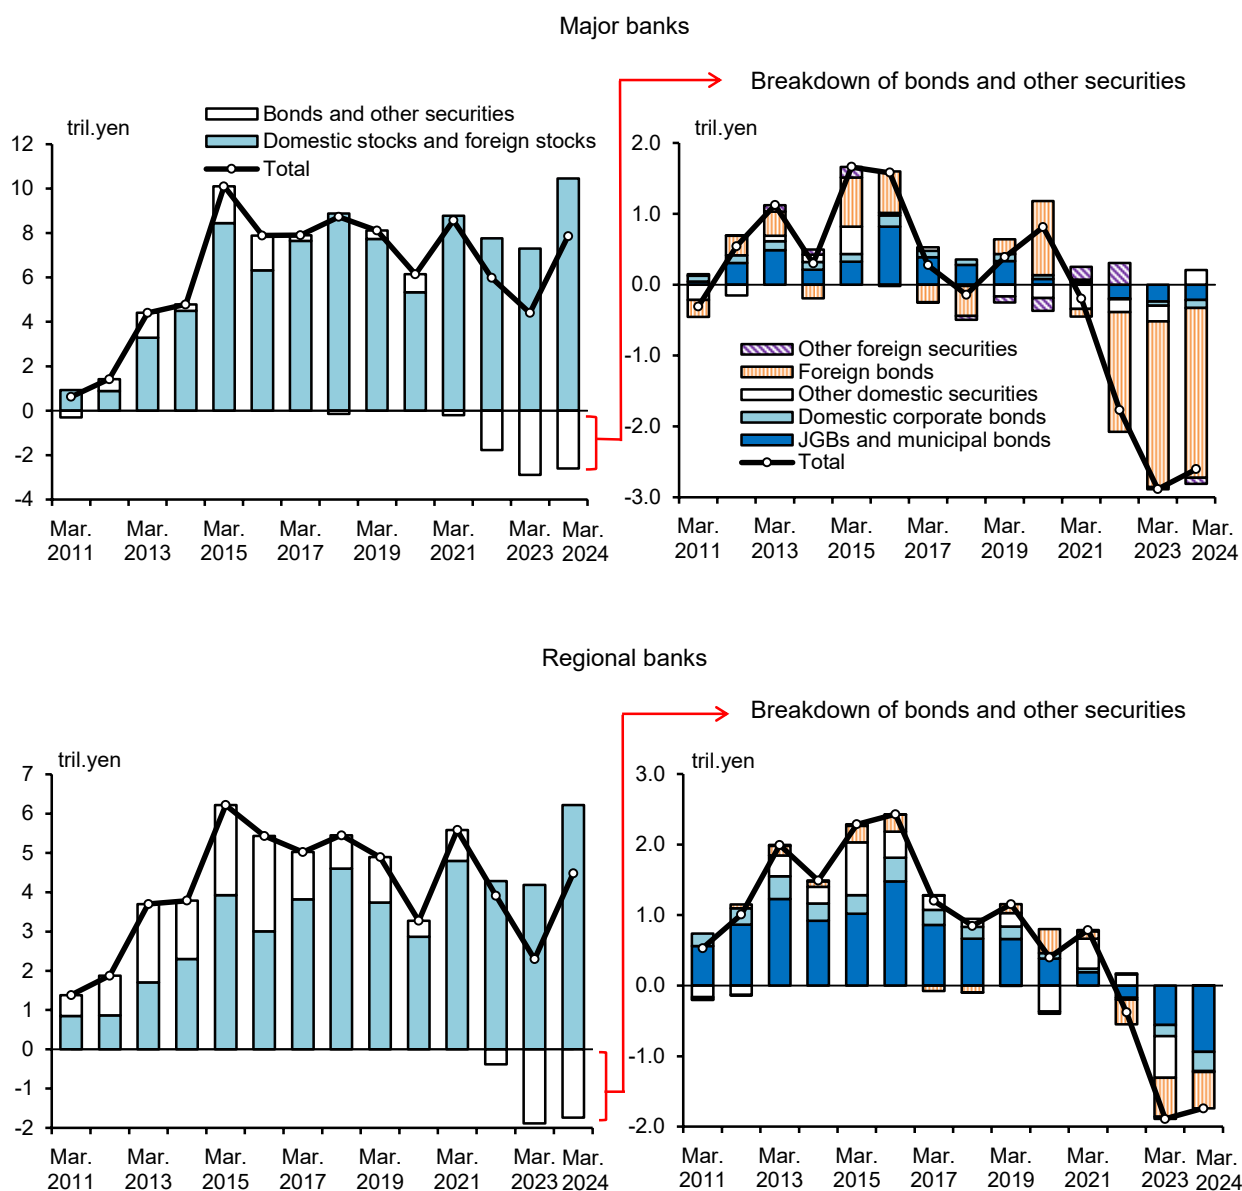 Major banks
Breakdown of bonds and other securities
tril.yen
Bonds and other securities
Domestic stocks and foreign stocks
Total
12
10
8
6
4
2
0
-2
-4
Mar. 2011
Mar. 2013
Mar. 2015
Mar. 2017
Mar. 2019
Mar. 2021
Mar. 2023
Mar. 2024
tril.yen
2.0
1.0
0.0
-1.0
-2.0
-3.0
Other foreign securities
Foreign bonds
Other domestic securities
Domestic corporate bonds
JGBs and municipal bonds
Total
Mar. 2011
Mar. 2013
Mar. 2015
Mar. 2017
Mar. 2019
Mar. 2021
Mar. 2023
Mar. 2024
Regional banks
Breakdown of bonds and other securities
tril.yen
7
6
5
4
3
2
1
0
-1
-2
Mar. 2011
Mar. 2013
Mar. 2015
Mar. 2017
Mar. 2019
Mar. 2021
Mar. 2023
Mar. 2024
tril.yen
3.0
2.0
1.0
0.0
-1.0
-2.0
Mar. 2011
Mar. 2013
Mar. 2015
Mar. 2017
Mar. 2019
Mar. 2021
Mar. 2023
Mar. 2024